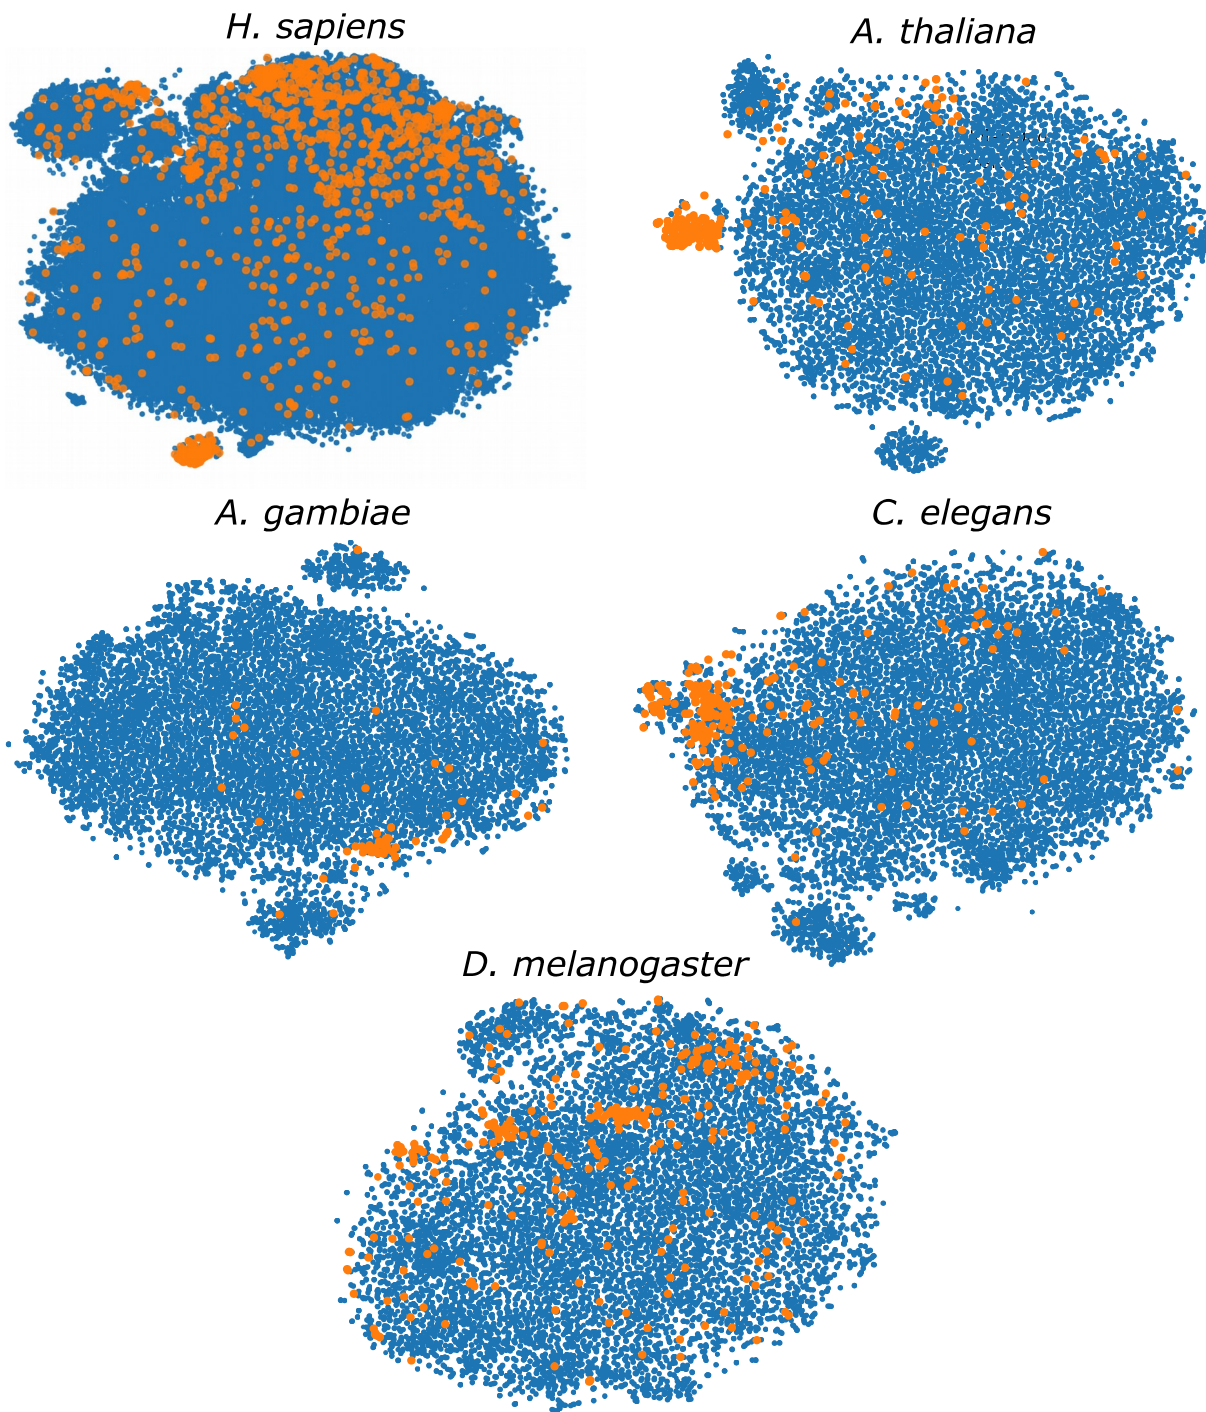 H. sapiens
A. thaliana
A. gambiae
C. elegans
D. melanogaster